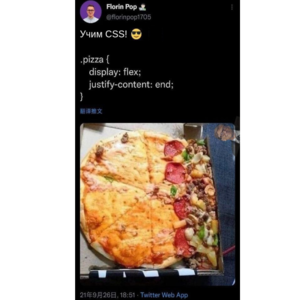 Florin Pop
@florinpop1705
Учим CSS! 😎
.pizza {
display: flex;
justify-content: end;
}
翻译推文
21年9月26日, 18:51 · Twitter Web App